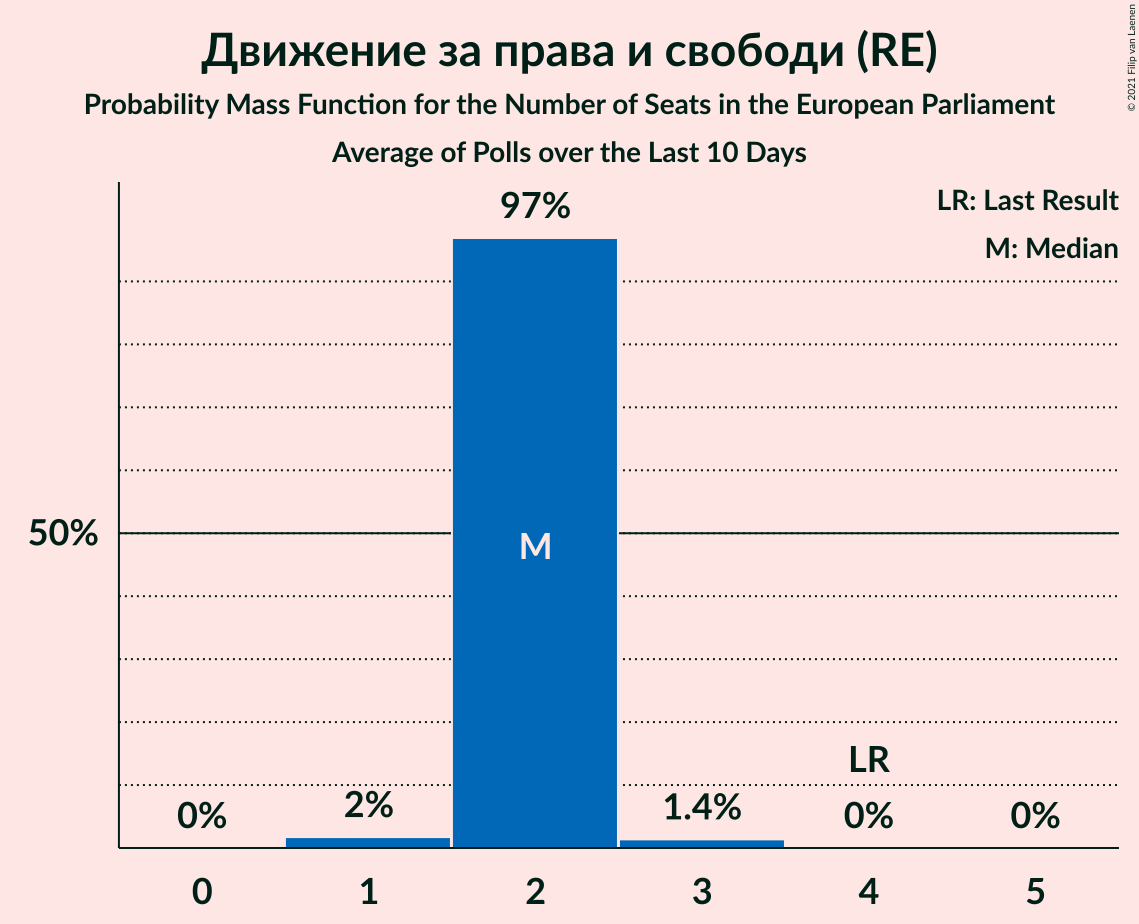 Движение за права и свободи (RE)
Probability Mass Function for the Number of Seats in the European Parliament
Average of Polls over the Last 10 Days
© 2021 Filip van Laenen
LR: Last Result
M: Median
97%
50%
M
LR
0%
2%
1.4%
0%
0%
0
1
2
3
4
5